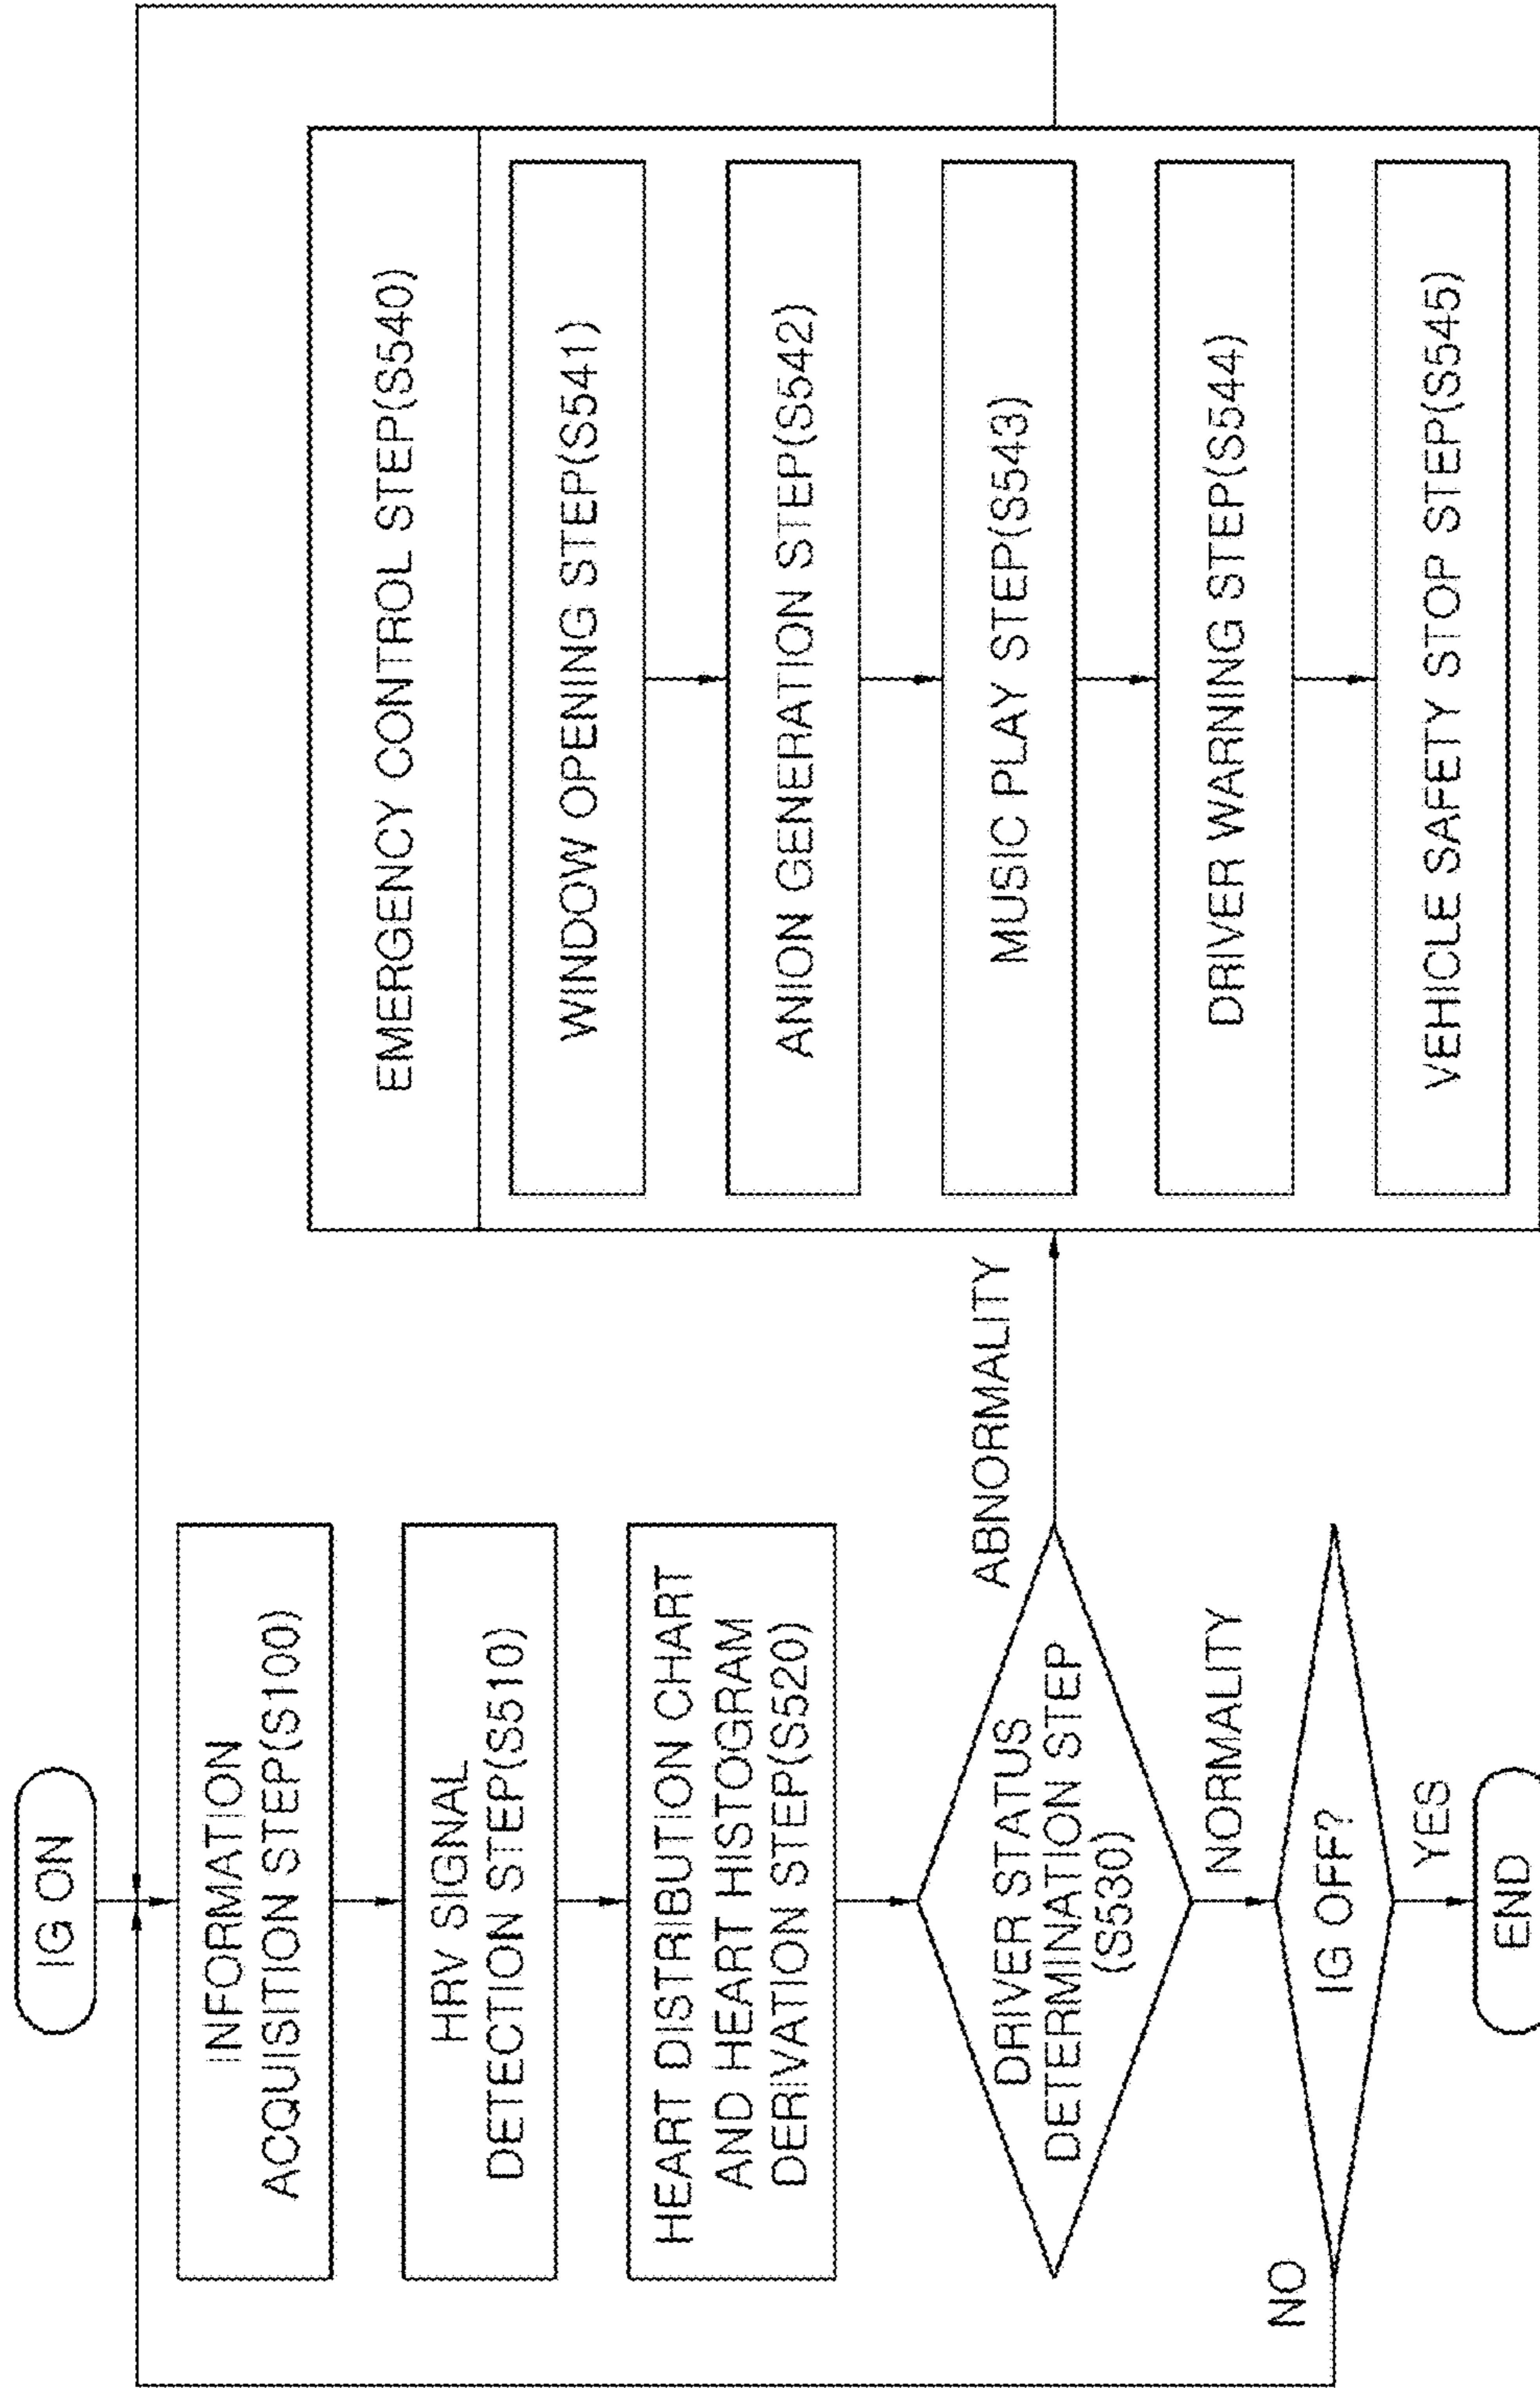 IG ON
INFORMATION
ACQUISITION STEP(S100)
HRV SIGNAL
DETECTION STEP(S510)
HEART DISTRIBUTION CHART
AND HEART HISTOGRAM
DERIVATION STEP(S520)
DRIVER STATUS
DETERMINATION STEP
(S530)
ABNORMALITY
NORMALITY
IG OFF?
NO
YES
END
EMERGENCY CONTROL STEP(S540)
WINDOW OPENING STEP(S541)
ANION GENERATION STEP(S542)
MUSIC PLAY STEP(S543)
DRIVER WARNING STEP(S544)
VEHICLE SAFETY STOP STEP(S545)